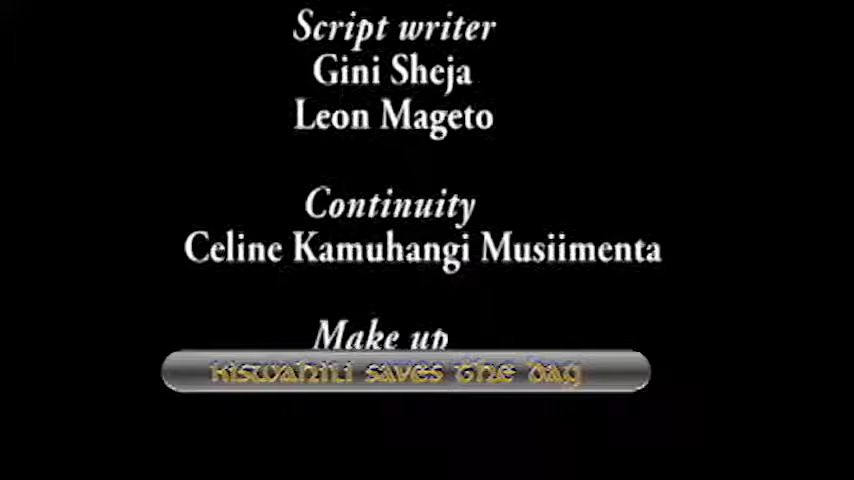 Script writer
Gini Sheja
Leon Mageto
Continuity
Celine Kamuhangi Musiimenta
Make up
Kiswahili saves the day